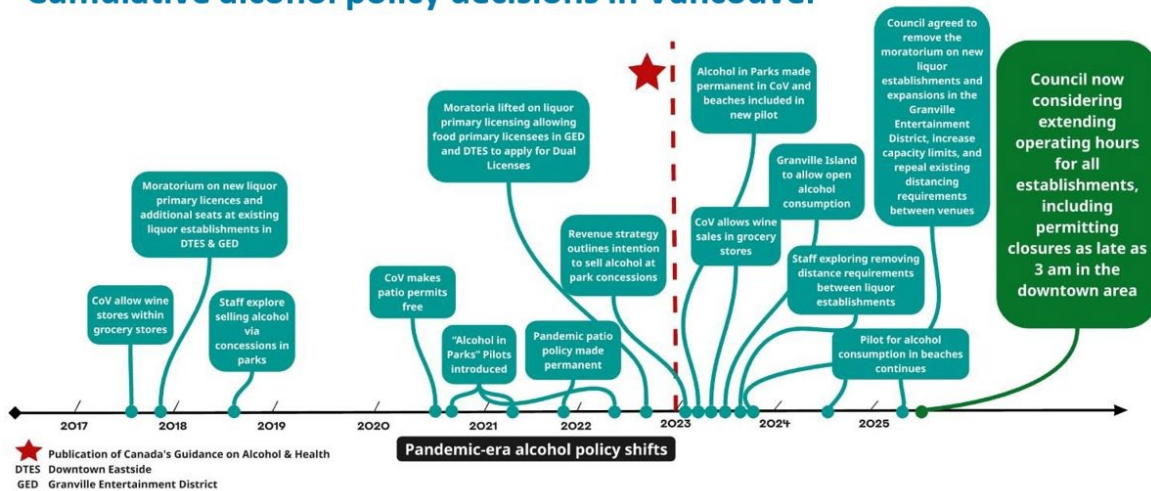 Cumulative alcohol policy decisions in Vancouver
Council agreed to
remove the
moratorium on new
liquor
establishments and
expansions in the
Granville
Entertainment
District, increase
capacity limits, and
repeal existing
distancing
requirements
between venues
Council now
considering
extending
operating hours
for all
establishments,
including
permitting
closures as late as
3 am in the
downtown area
Alcohol in Parks made
permanent in CoV and
beaches included in
new pilot
Moratoria lifted on liquor
primary licensing allowing
food primary licensees in GED
and DTES to apply for Dual
Licenses
Granville Island
to allow open
alcohol
consumption
Moratorium on new liquor
primary licences and
additional seats at existing
liquor establishments in
DTES & GED
CoV allows wine
sales in grocery
stores
Revenue strategy
outlines intention
to sell alcohol at
park concessions
Staff exploring removing
distance requirements
between liquor
establishments
CoV makes
patio permits
free
CoV allow wine
stores within
grocery stores
Staff explore
selling alcohol
via
concessions in
parks
"Alcohol in
Parks" Pilots
introduced
Pandemic patio
policy made
permanent
Pilot for alcohol
consumption in beaches
continues
2017 2018 2019 2020 2021 2022 2023 2024 2025
Pandemic-era alcohol policy shifts
Publication of Canada's Guidance on Alcohol & Health
DTES Downtown Eastside
GED Granville Entertainment District